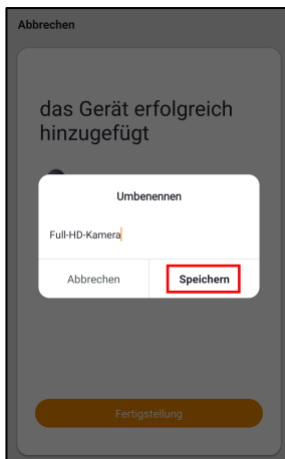 Abbrechen
das Gerät erfolgreich
hinzugefügt
Umbenennen
Full-HD-Kamera
Abbrechen
Speichern
Fertigstellung